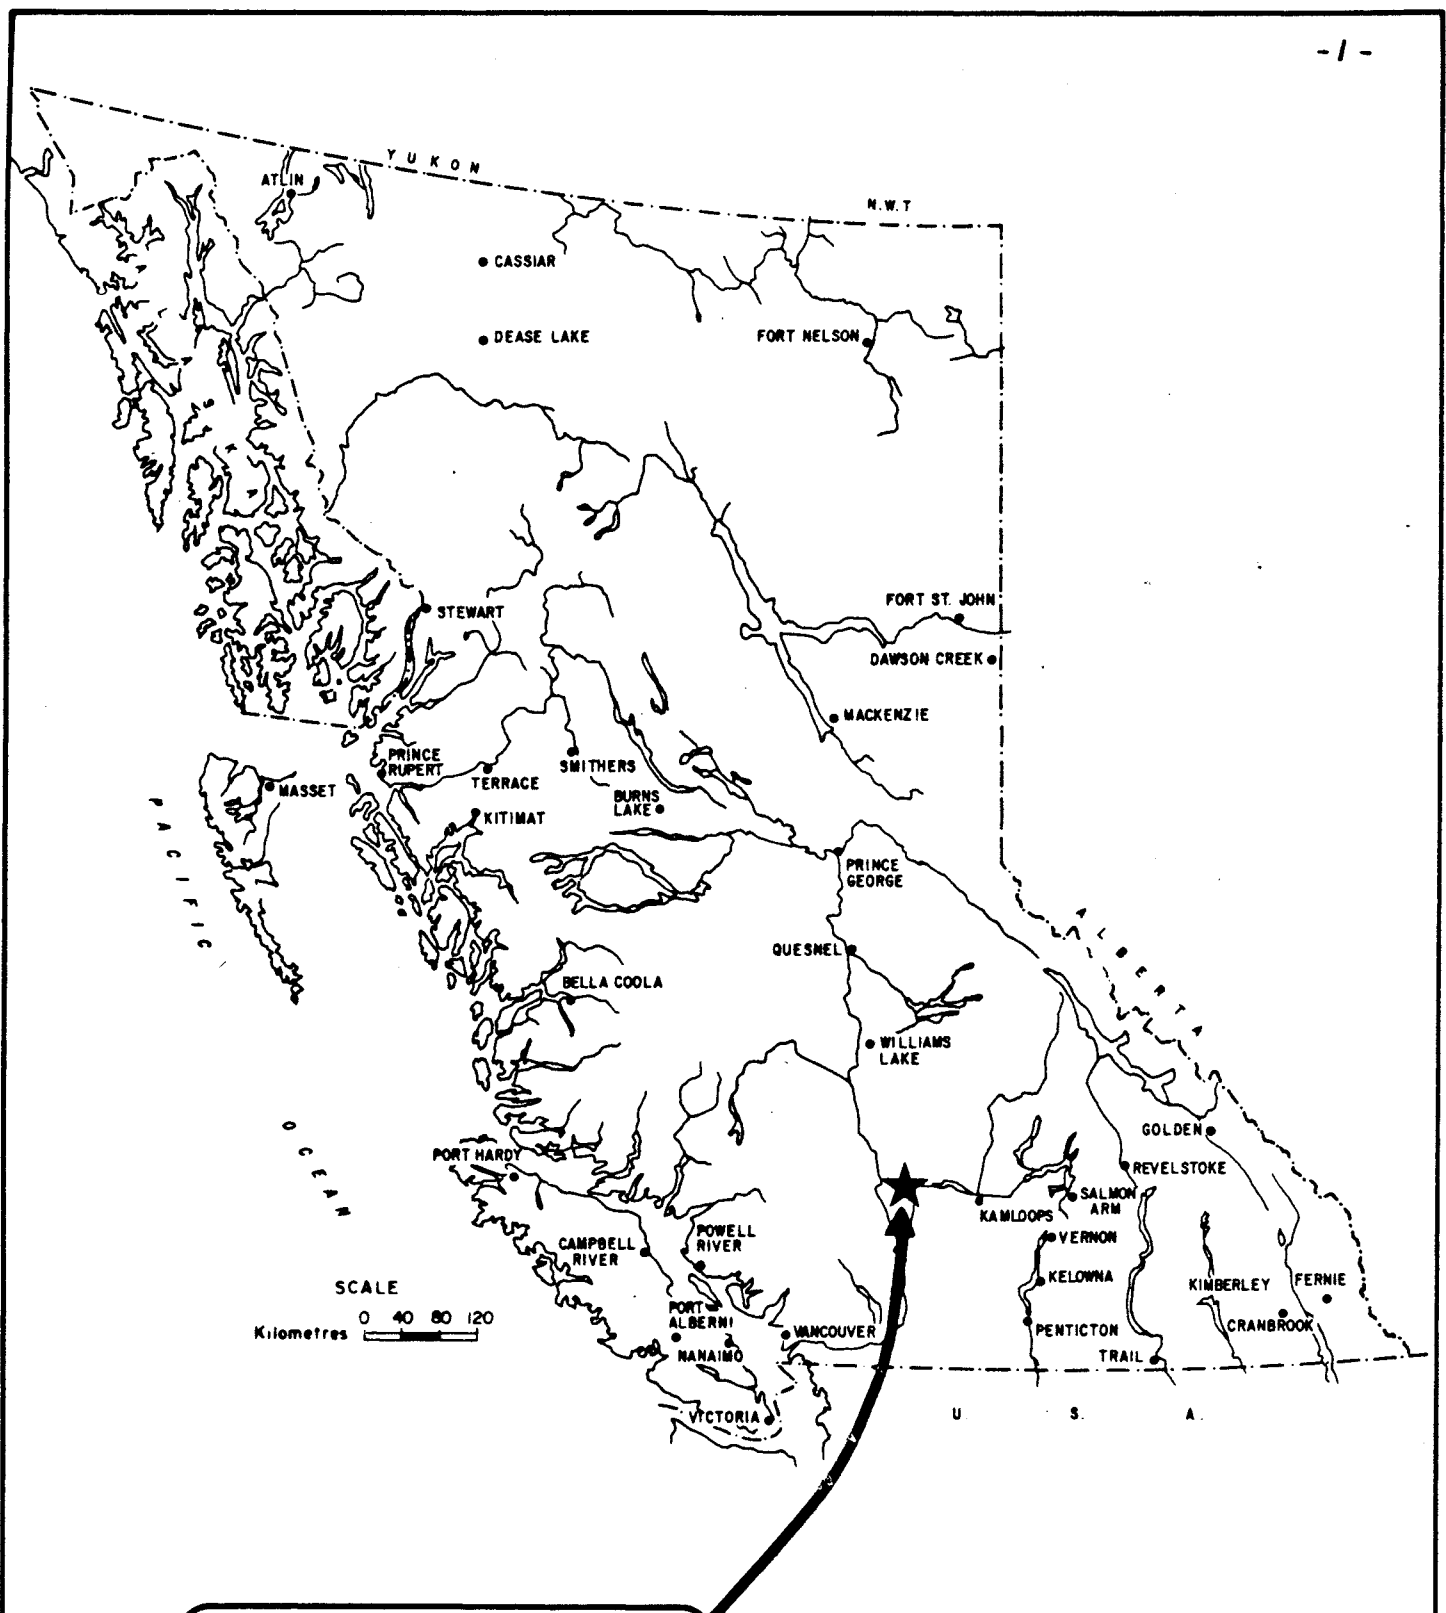 -1-
YUKON
ATLIN
N.W.T
CASSIAR
DEASE LAKE
FORT NELSON
ALASKA
STEWART
FORT ST. JOHN
DAWSON CREEK
MACKENZIE
PRINCE
RUPERT
SMITHERS
TERRACE
MASSET
BURNS
LAKE
KITIMAT
PACIFIC
PRINCE
GEORGE
ALBERTA
QUESNEL
BELLA COOLA
WILLIAMS
LAKE
OCEAN
GOLDEN
PORT HARDY
REVELSTOKE
SALMON
ARM
KAMLOOPS
POWELL
RIVER
CAMPBELL
RIVER
VERNON
KELOWNA
KIMBERLEY
FERNIE
SCALE
0 40 80 120
Kilometres
PORT
ALBERNI
VANCOUVER
PENTICTON
CRANBROOK
NANAIMO
TRAIL
VICTORIA
U. S. A.